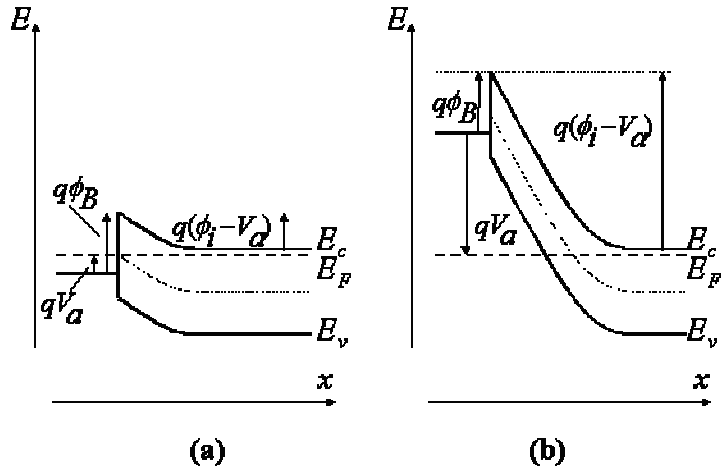 E
qϕB
q(ϕi–Va)
Ec
EF
qVa
Ev
x
(a)
E
qϕB
q(ϕi–Va)
qVa
Ec
EF
Ev
x
(b)